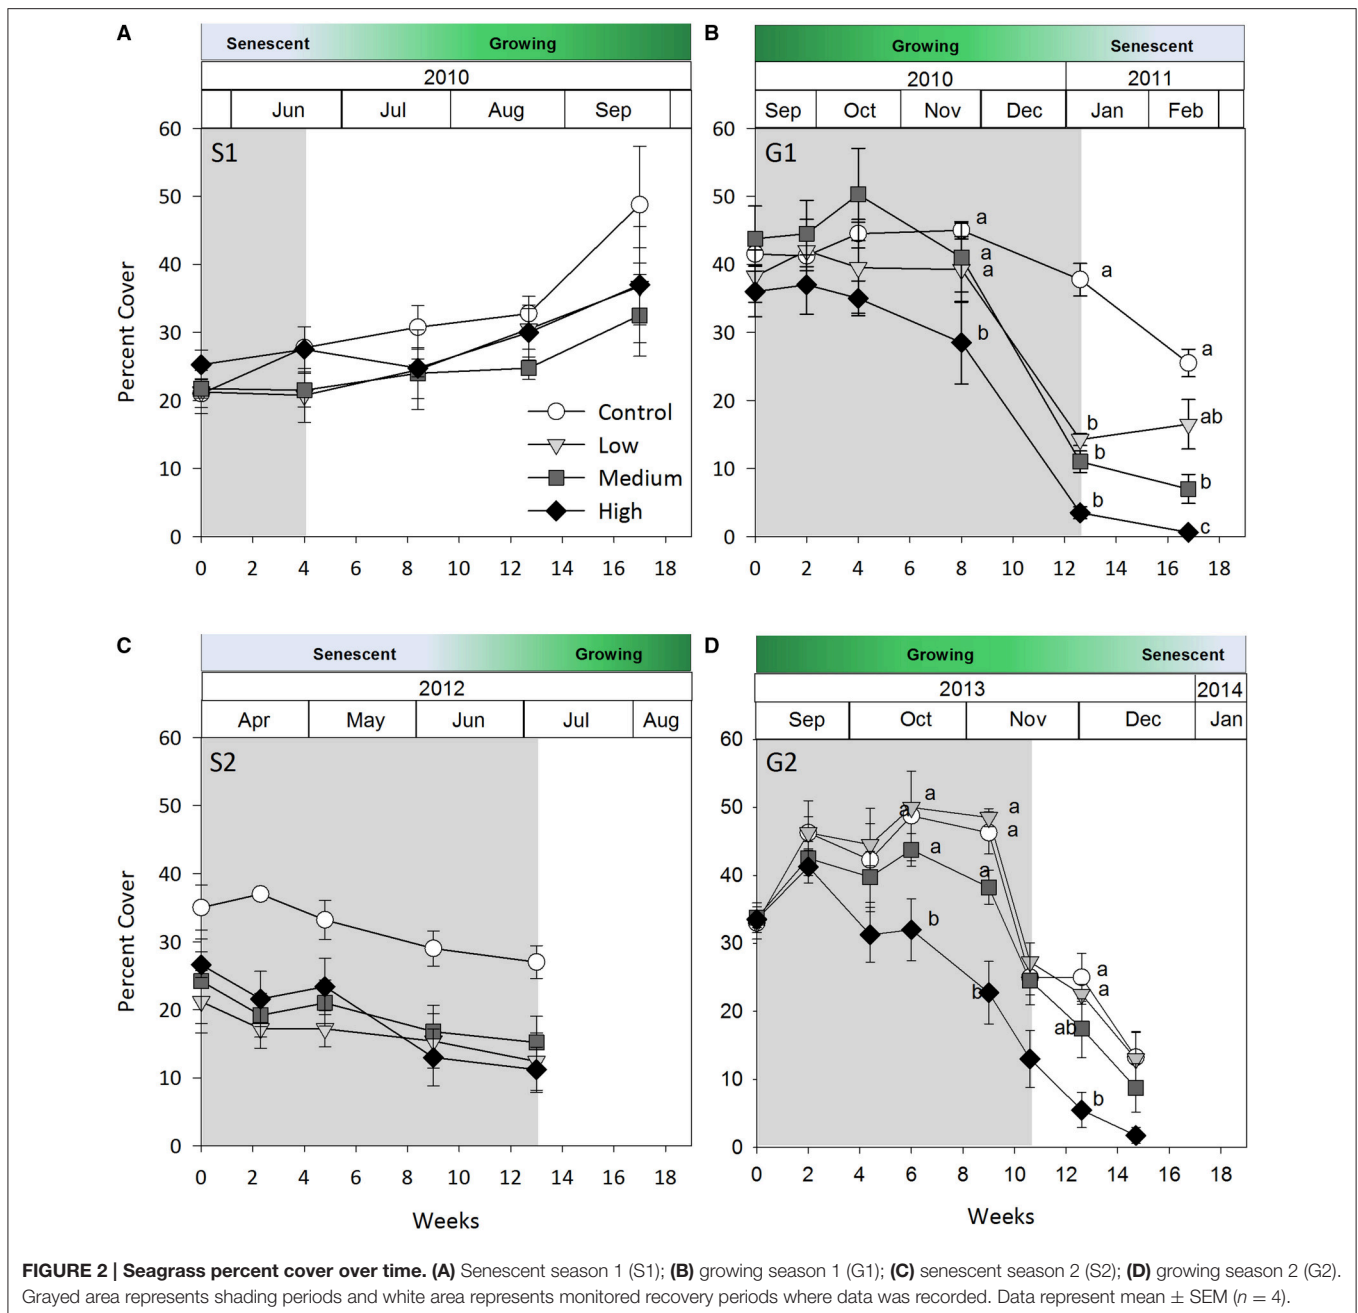 A
Senescent Growing
2010
Jun Jul Aug Sep
S1
60
50
40
30
20
10
0
Percent Cover
Control
Low
Medium
High
0 2 4 6 8 10 12 14 16 18
B
Growing Senescent
2010 2011
Sep Oct Nov Dec Jan Feb
G1
60
50
40
30
20
10
0
a
a
a
b
a
b
b
b
a
ab
b
c
0 2 4 6 8 10 12 14 16 18
C
Senescent Growing
2012
Apr May Jun Jul Aug
S2
60
50
40
30
20
10
0
Percent Cover
0 2 4 6 8 10 12 14 16 18
Weeks
D
Growing Senescent
2013 2014
Sep Oct Nov Dec Jan
G2
60
50
40
30
20
10
0
a
a
a
b
a
a
a
b
a
a
ab
b
0 2 4 6 8 10 12 14 16 18
Weeks
FIGURE 2 | Seagrass percent cover over time. (A) Senescent season 1 (S1); (B) growing season 1 (G1); (C) senescent season 2 (S2); (D) growing season 2 (G2).
Grayed area represents shading periods and white area represents monitored recovery periods where data was recorded. Data represent mean ± SEM (n = 4).